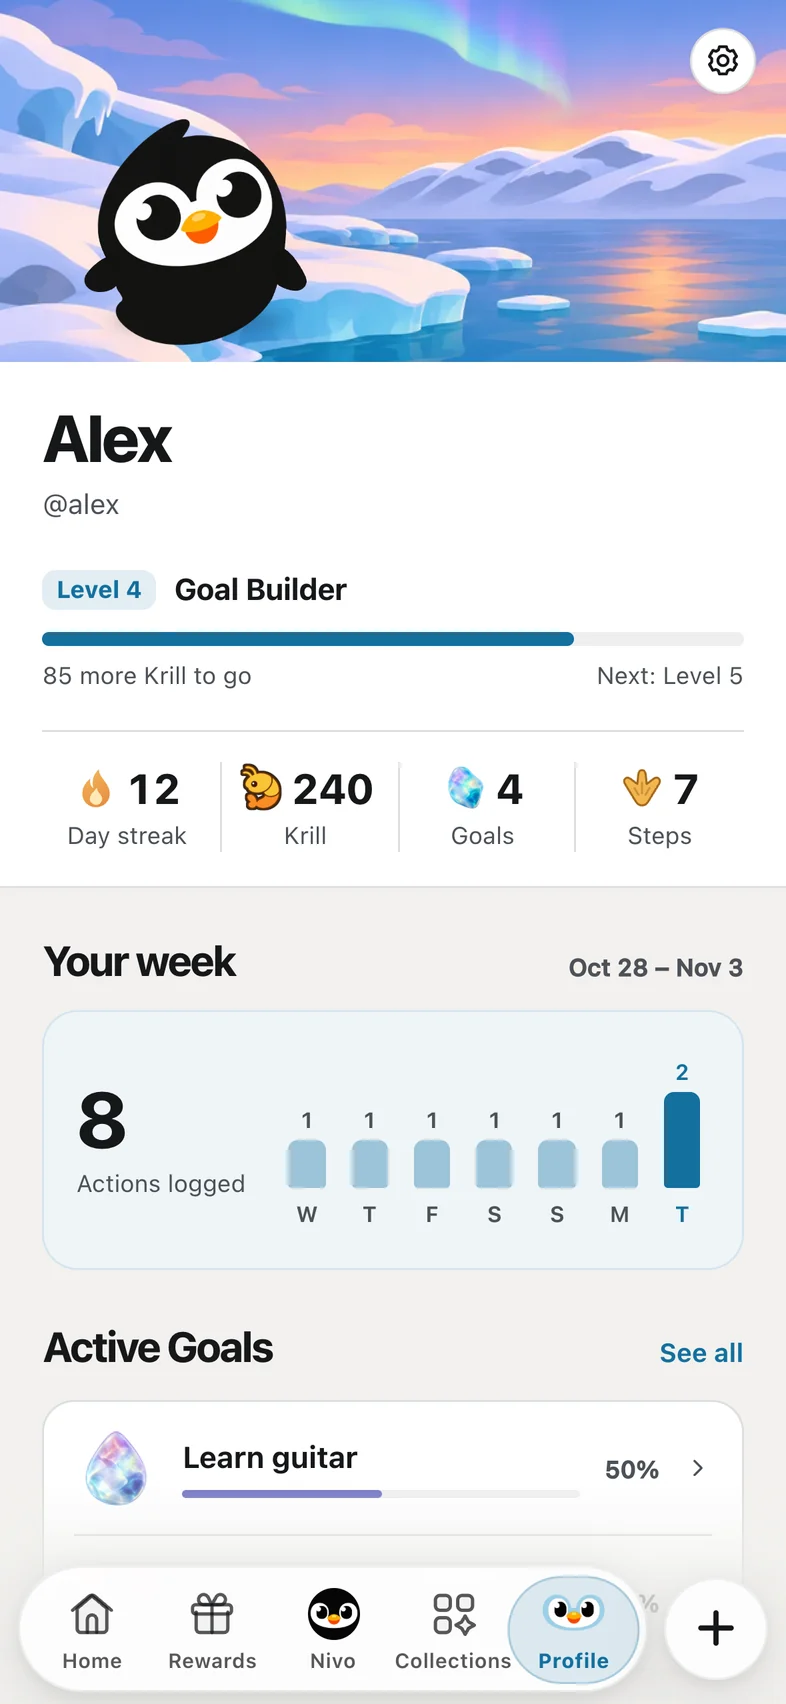 Alex
@alex
Level 4 Goal Builder
85 more Krill to go Next: Level 5
12 240 4 7
Day streak Krill Goals Steps
Your week Oct 28 – Nov 3
8
Actions logged
1 1 1 1 1 1 2
W T F S S M T
Active Goals See all
Learn guitar 50%
%
Home Rewards Nivo Collections Profile